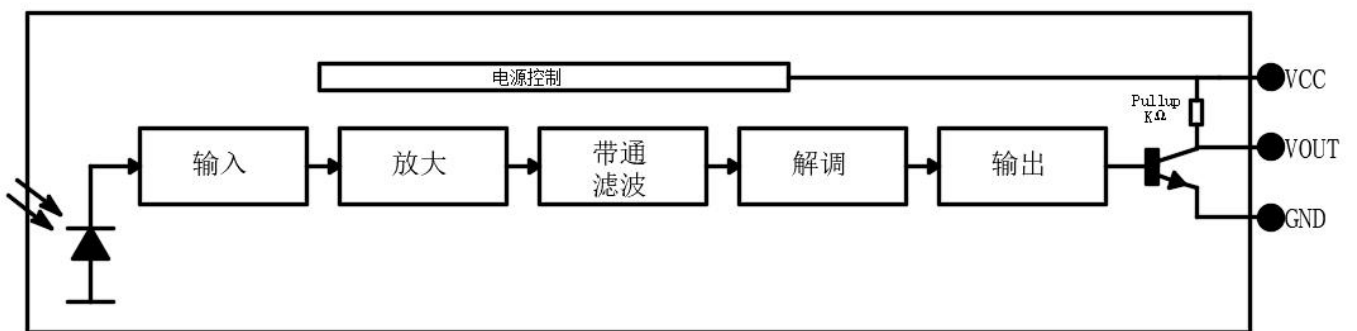 电源控制
VCC
Pullup
KΩ
输入
放大
带通
滤波
解调
输出
VOUT
GND